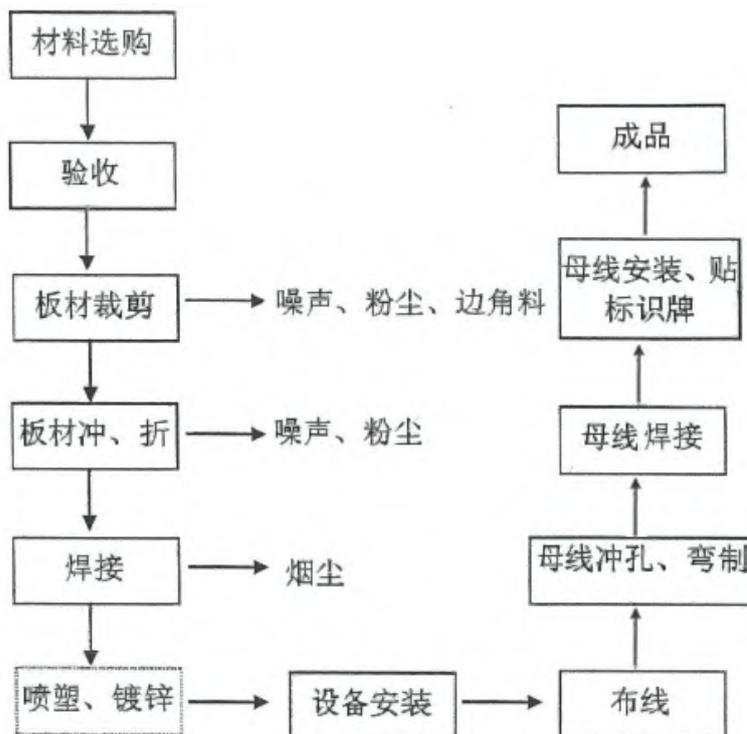 材料选购
验收
板材裁剪
噪声、粉尘、边角料
板材冲、折
噪声、粉尘
焊接
烟尘
喷塑、镀锌
设备安装
布线
母线冲孔、弯制
母线焊接
母线安装、贴
标识牌
成品